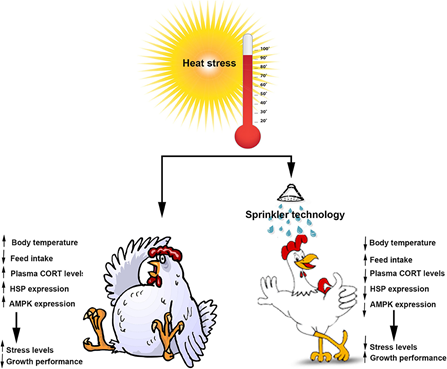 Heat stress
100°
90°
80°
70°
60°
50°
40°
30°
20°
Sprinkler technology
Body temperature
Feed intake
Plasma CORT levels
HSP expression
AMPK expression
Stress levels
Growth performance
Body temperature
Feed intake
Plasma CORT levels
HSP expression
AMPK expression
Stress levels
Growth performance